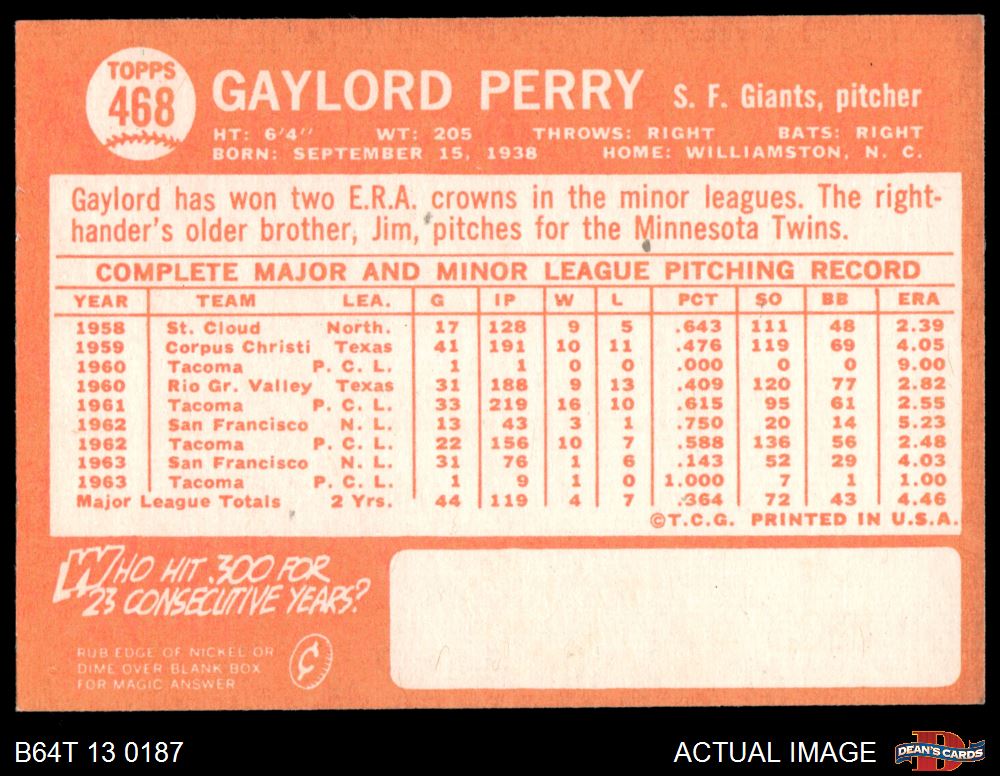 TOPPS
468
GAYLORD PERRY S. F. Giants, pitcher
HT: 6'4" WT: 205 THROWS: RIGHT BATS: RIGHT
BORN: SEPTEMBER 15, 1938 HOME: WILLIAMSTON, N. C.
Gaylord has won two E.R.A. crowns in the minor leagues. The right-
hander's older brother, Jim, pitches for the Minnesota Twins.
COMPLETE MAJOR AND MINOR LEAGUE PITCHING RECORD
YEAR TEAM LEA. G IP W L PCT SO BB ERA
1958 St. Cloud North. 17 128 9 5 .643 111 48 2.39
1959 Corpus Christi Texas 41 191 10 11 .476 119 69 4.05
1960 Tacoma P. C. L. 1 1 0 0 .000 0 0 9.00
1960 Rio Gr. Valley Texas 31 188 9 13 .409 120 77 2.82
1961 Tacoma P. C. L. 33 219 16 10 .615 95 61 2.55
1962 San Francisco N. L. 13 43 3 1 .750 20 14 5.23
1962 Tacoma P. C. L. 22 156 10 7 .588 136 56 2.48
1963 San Francisco N. L. 31 76 1 6 .143 52 29 4.03
1963 Tacoma P. C. L. 1 9 1 0 1.000 7 1 1.00
Major League Totals 2 Yrs. 44 119 4 7 .364 72 43 4.46
©T.C.G. PRINTED IN U.S.A.
WHO HIT .300 FOR
23 CONSECUTIVE YEARS?
RUB EDGE OF NICKEL OR
DIME OVER BLANK BOX
FOR MAGIC ANSWER
¢
B64T 13 0187 ACTUAL IMAGE DEAN'S CARDS